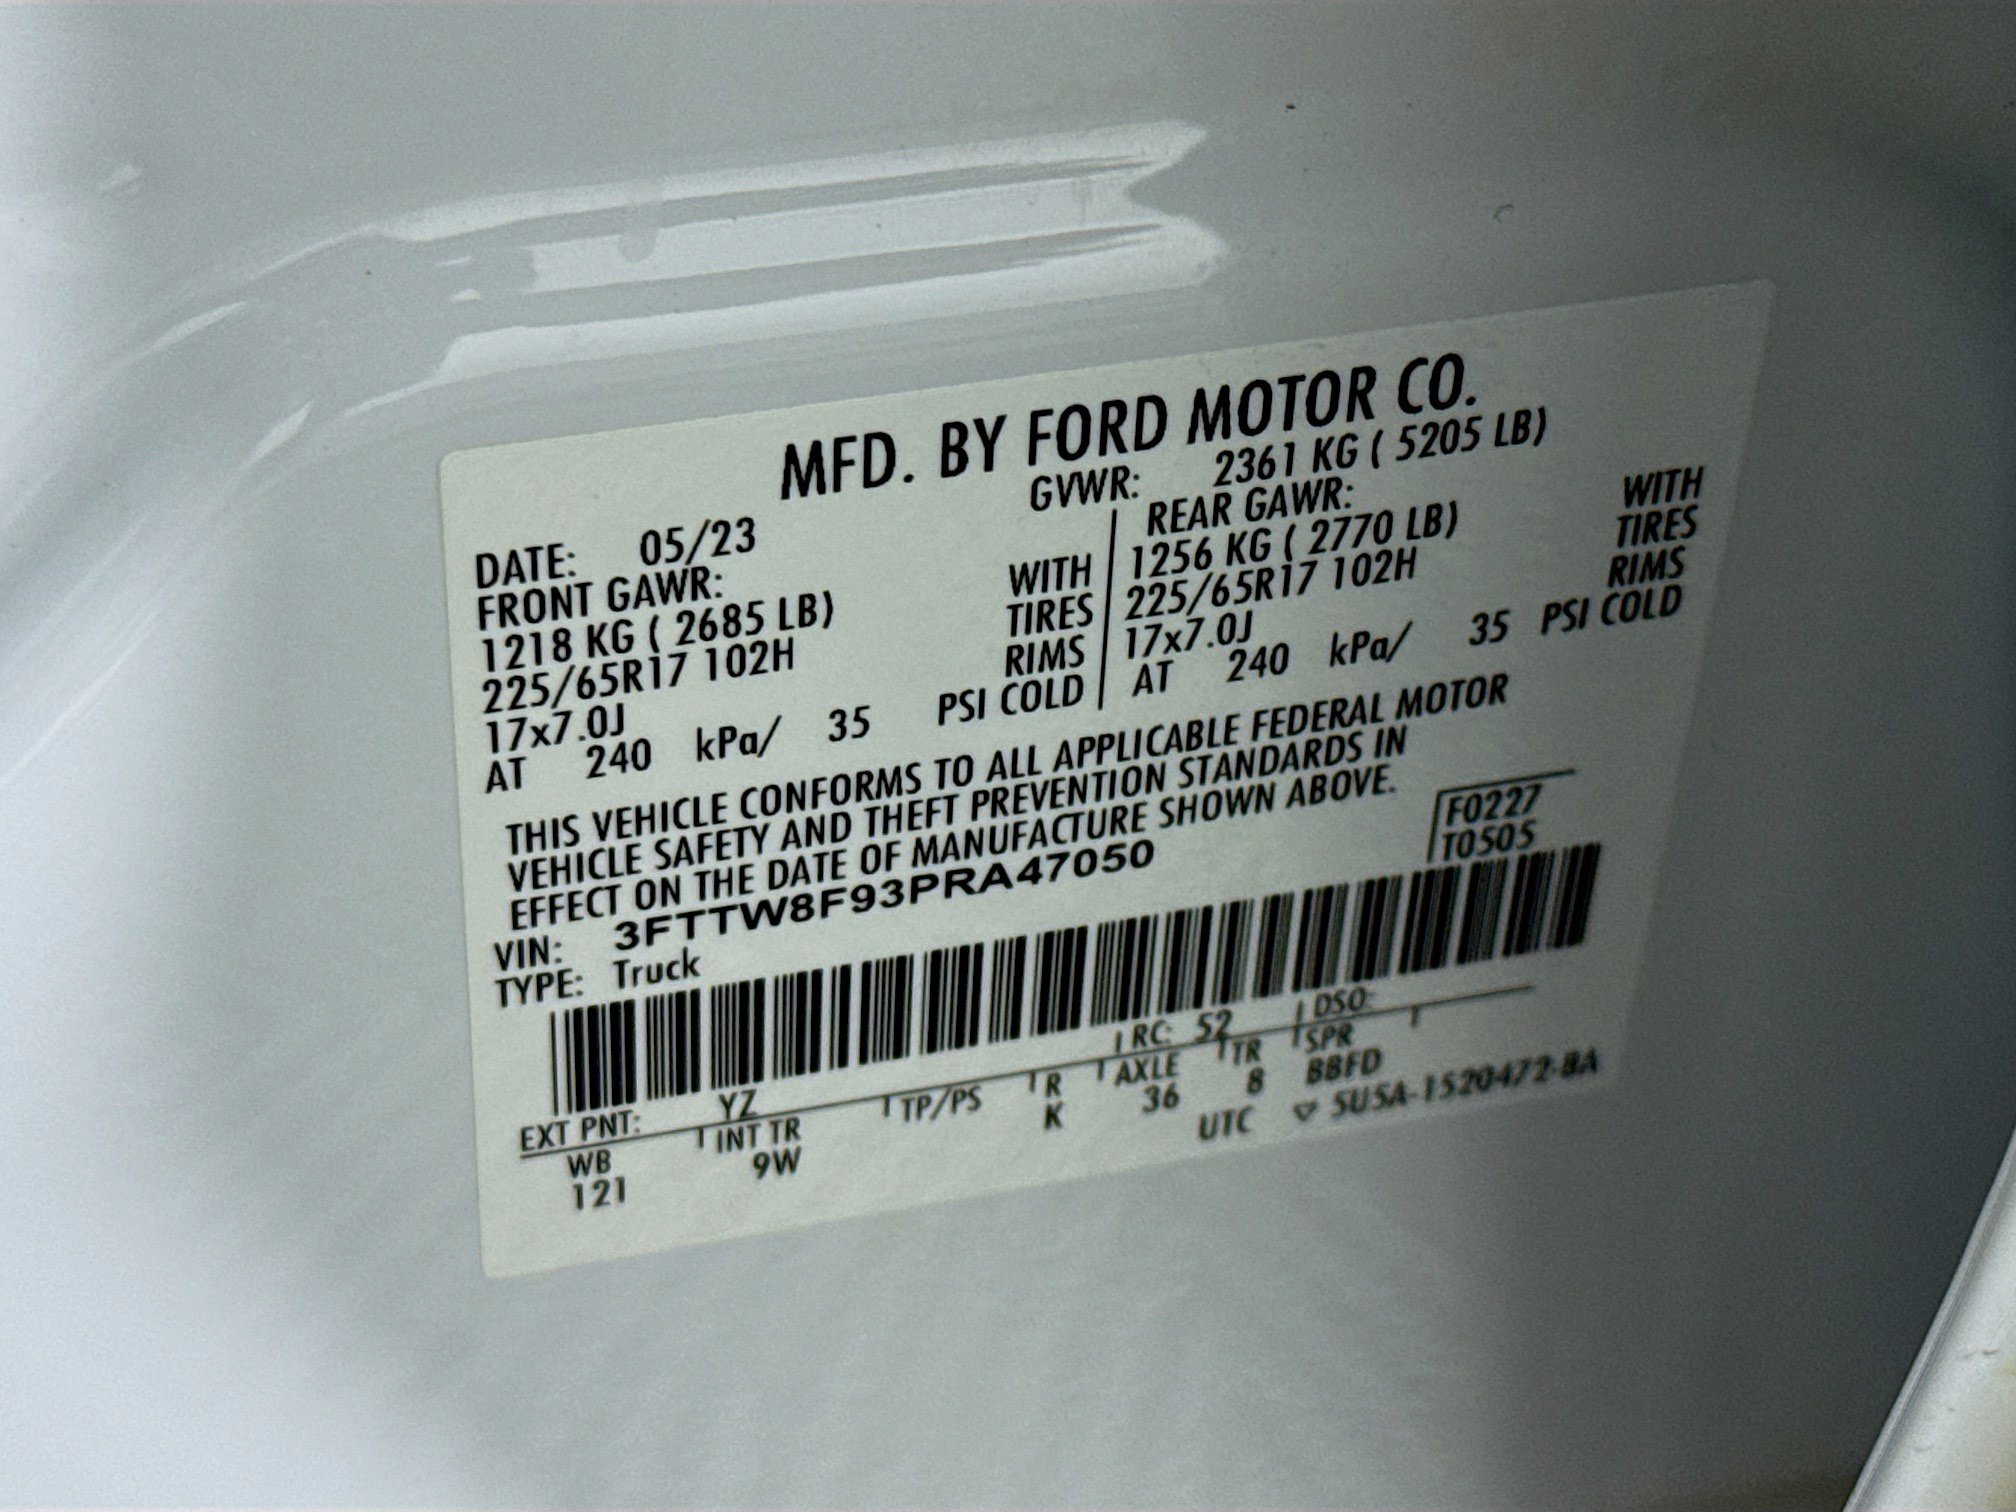 MFD. BY FORD MOTOR CO.
DATE: 05/23 GVWR: 2361 KG ( 5205 LB)
FRONT GAWR: REAR GAWR:
1218 KG ( 2685 LB) WITH 1256 KG ( 2770 LB) WITH
225/65R17 102H TIRES 225/65R17 102H TIRES
17x7.0J RIMS 17x7.0J RIMS
AT 240 kPa/ 35 PSI COLD AT 240 kPa/ 35 PSI COLD
THIS VEHICLE CONFORMS TO ALL APPLICABLE FEDERAL MOTOR
VEHICLE SAFETY AND THEFT PREVENTION STANDARDS IN
EFFECT ON THE DATE OF MANUFACTURE SHOWN ABOVE.
F0227
T0505
VIN: 3FTTW8F93PRA47050
TYPE: Truck
EXT PNT: YZ RC: 52 DSO:
WB INT TR TP/PS R AXLE TR SPR
121 9W K 36 8 BBFD
UTC ▽ 5U5A-1520472-BA